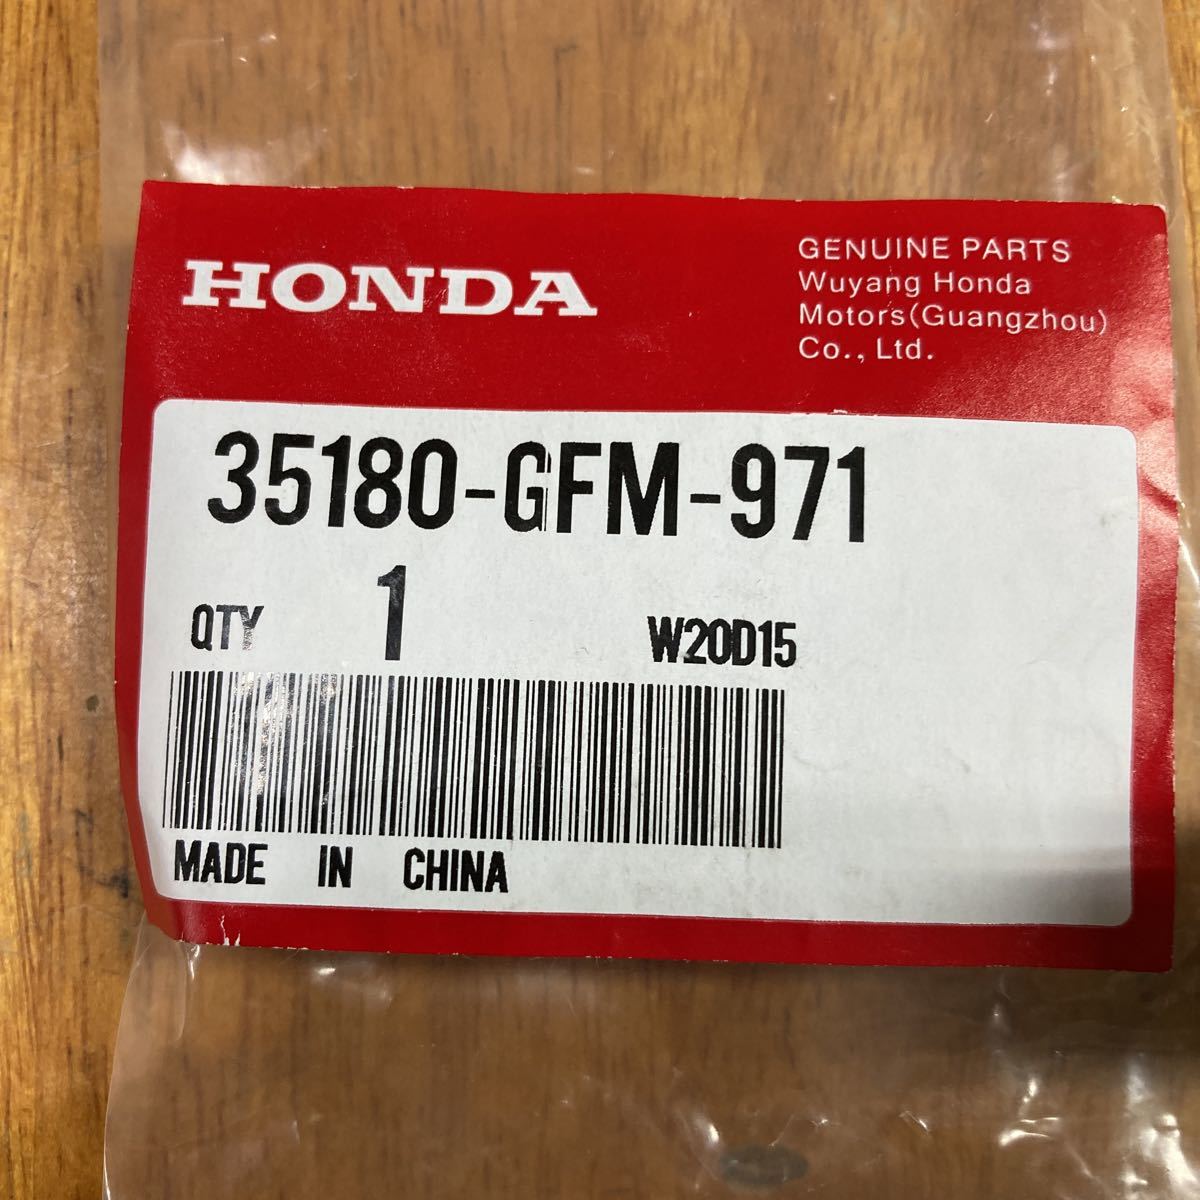 HONDA
GENUINE PARTS
Wuyang Honda
Motors(Guangzhou)
Co., Ltd.
35180-GFM-971
QTY 1 W20D15
MADE IN CHINA